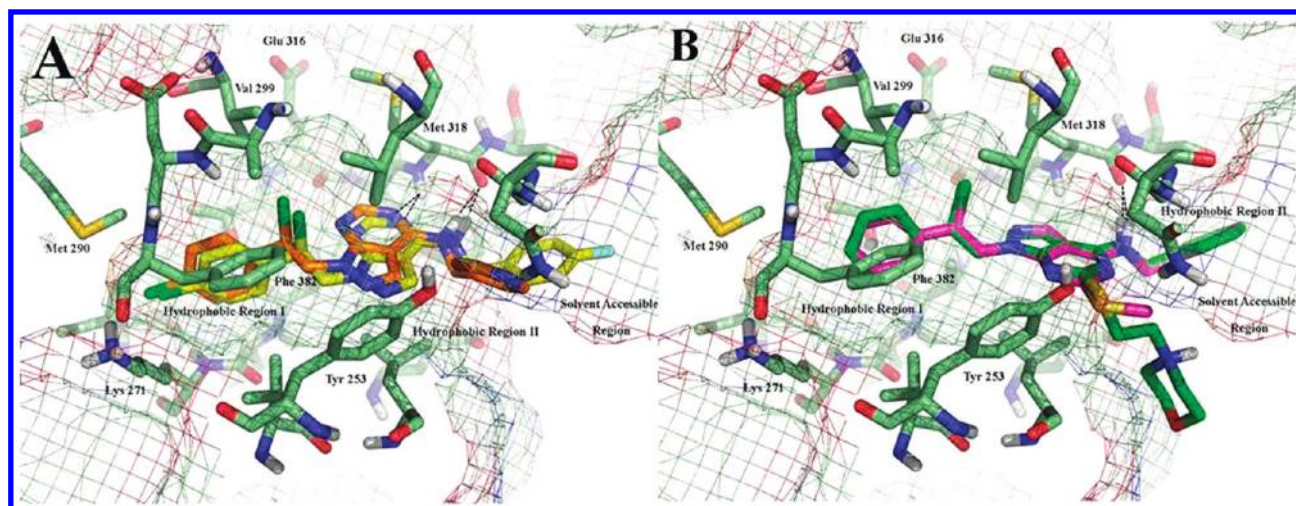 A
Glu 316
Val 299
Met 318
Met 290
Phe 382
Hydrophobic Region I
Solvent Accessible
Region
Hydrophobic Region II
Lys 271
Tyr 253
B
Glu 316
Val 299
Met 318
Hydrophobic Region II
Met 290
Phe 382
Hydrophobic Region I
Solvent Accessible
Region
Lys 271
Tyr 253